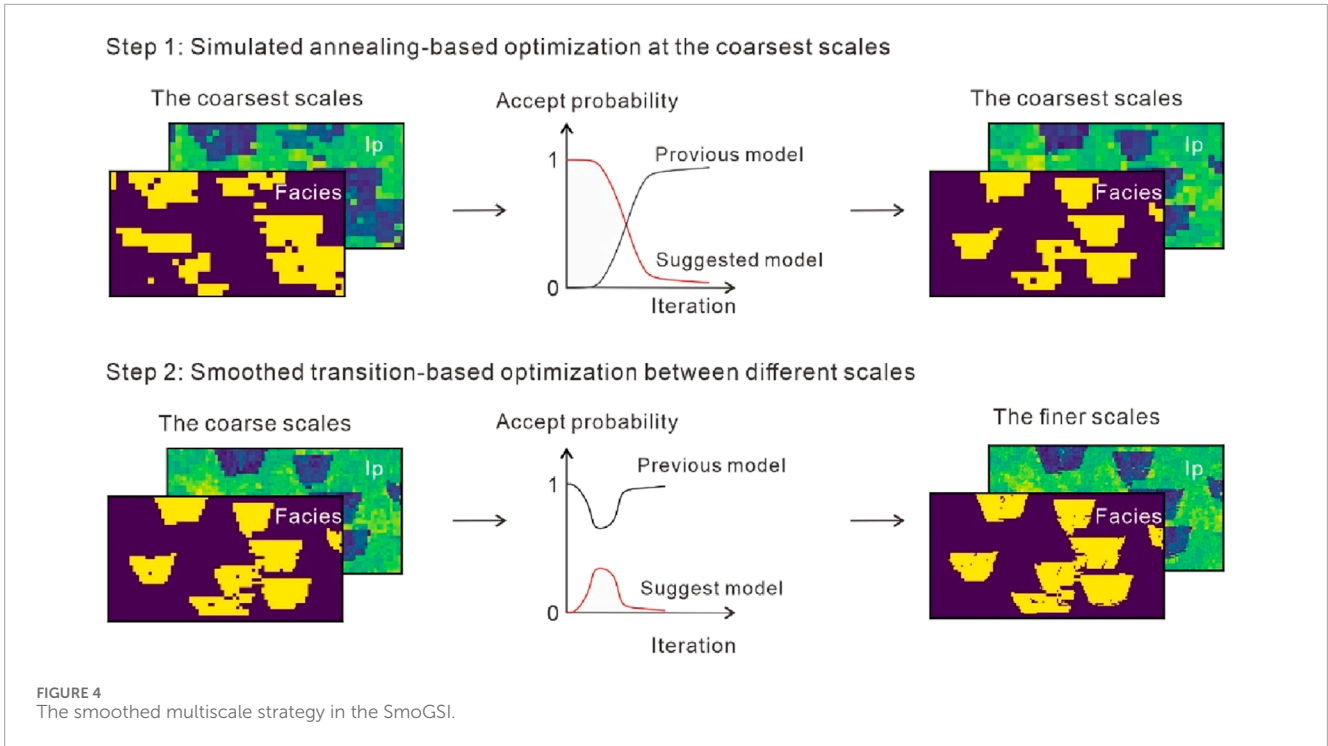 Step 1: Simulated annealing-based optimization at the coarsest scales
The coarsest scales
Accept probability
The coarsest scales
Ip
Facies
1
Provious model
Suggested model
0
Iteration
Ip
Facies
Step 2: Smoothed transition-based optimization between different scales
The coarse scales
Accept probability
The finer scales
Ip
Facies
1
Previous model
Suggest model
0
Iteration
Ip
Facies
FIGURE 4
The smoothed multiscale strategy in the SmoGSI.